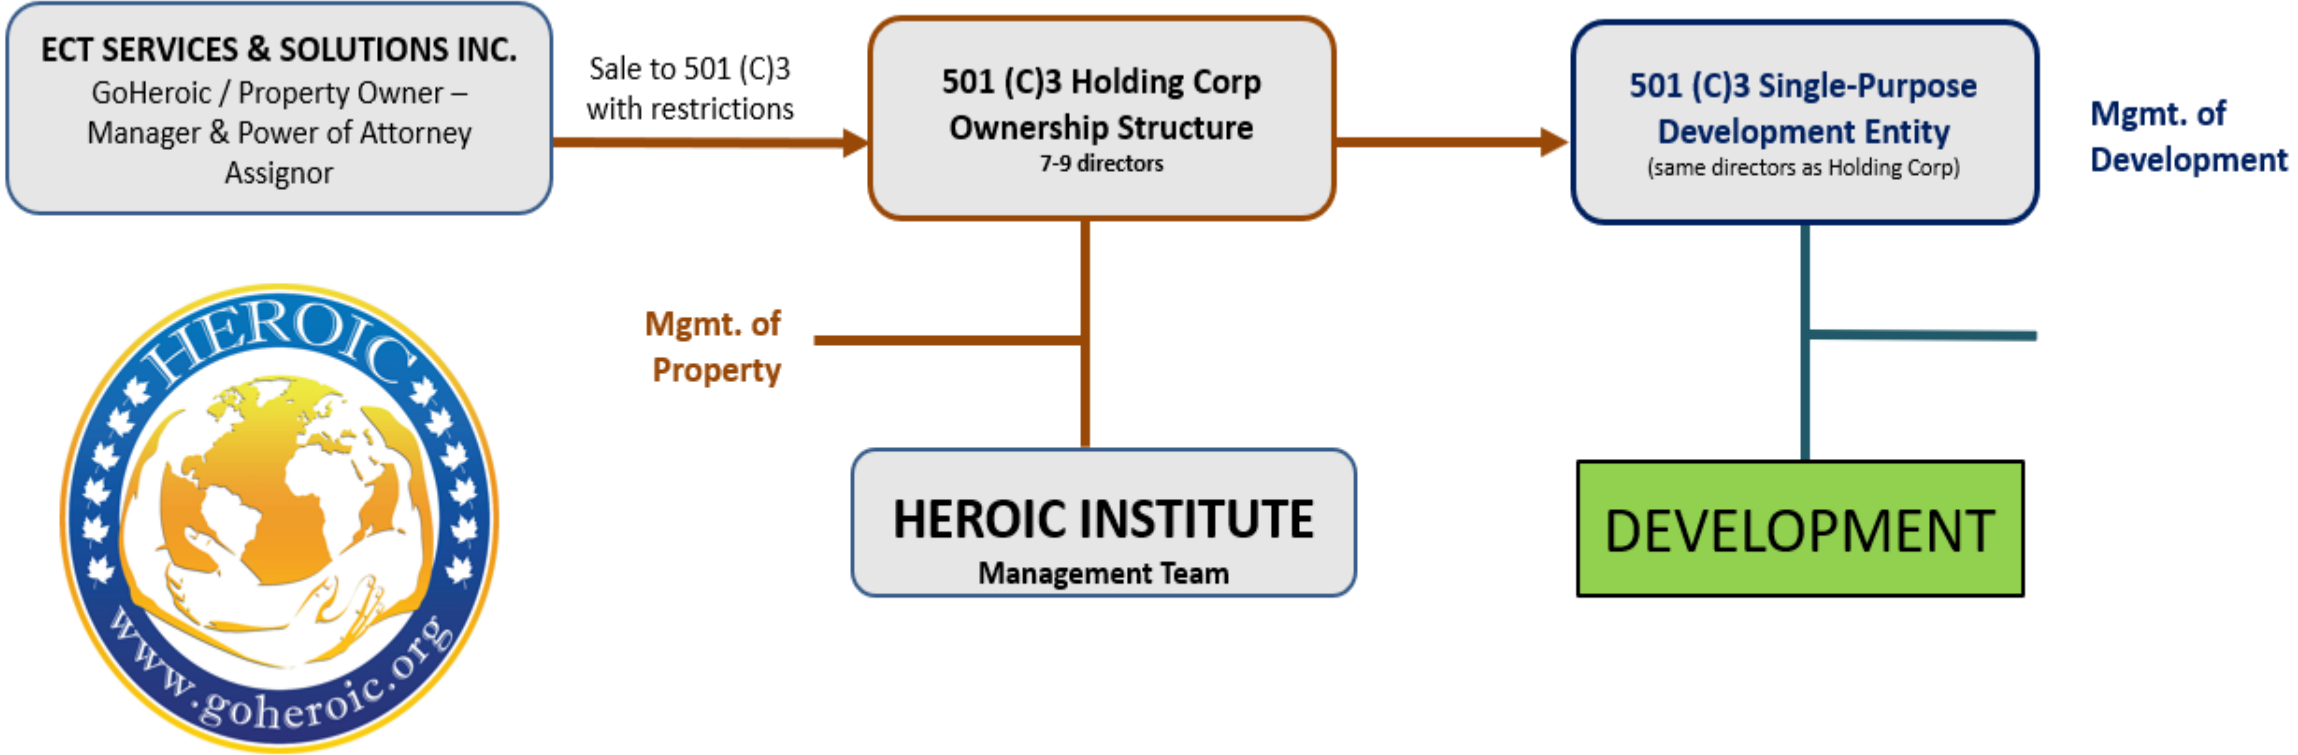 ECT SERVICES & SOLUTIONS INC.
GoHeroic / Property Owner –
Manager & Power of Attorney
Assignor
Sale to 501 (C)3
with restrictions
501 (C)3 Holding Corp
Ownership Structure
7-9 directors
501 (C)3 Single-Purpose
Development Entity
(same directors as Holding Corp)
Mgmt. of
Development
Mgmt. of
Property
HEROIC
www.goheroic.org
HEROIC INSTITUTE
Management Team
DEVELOPMENT